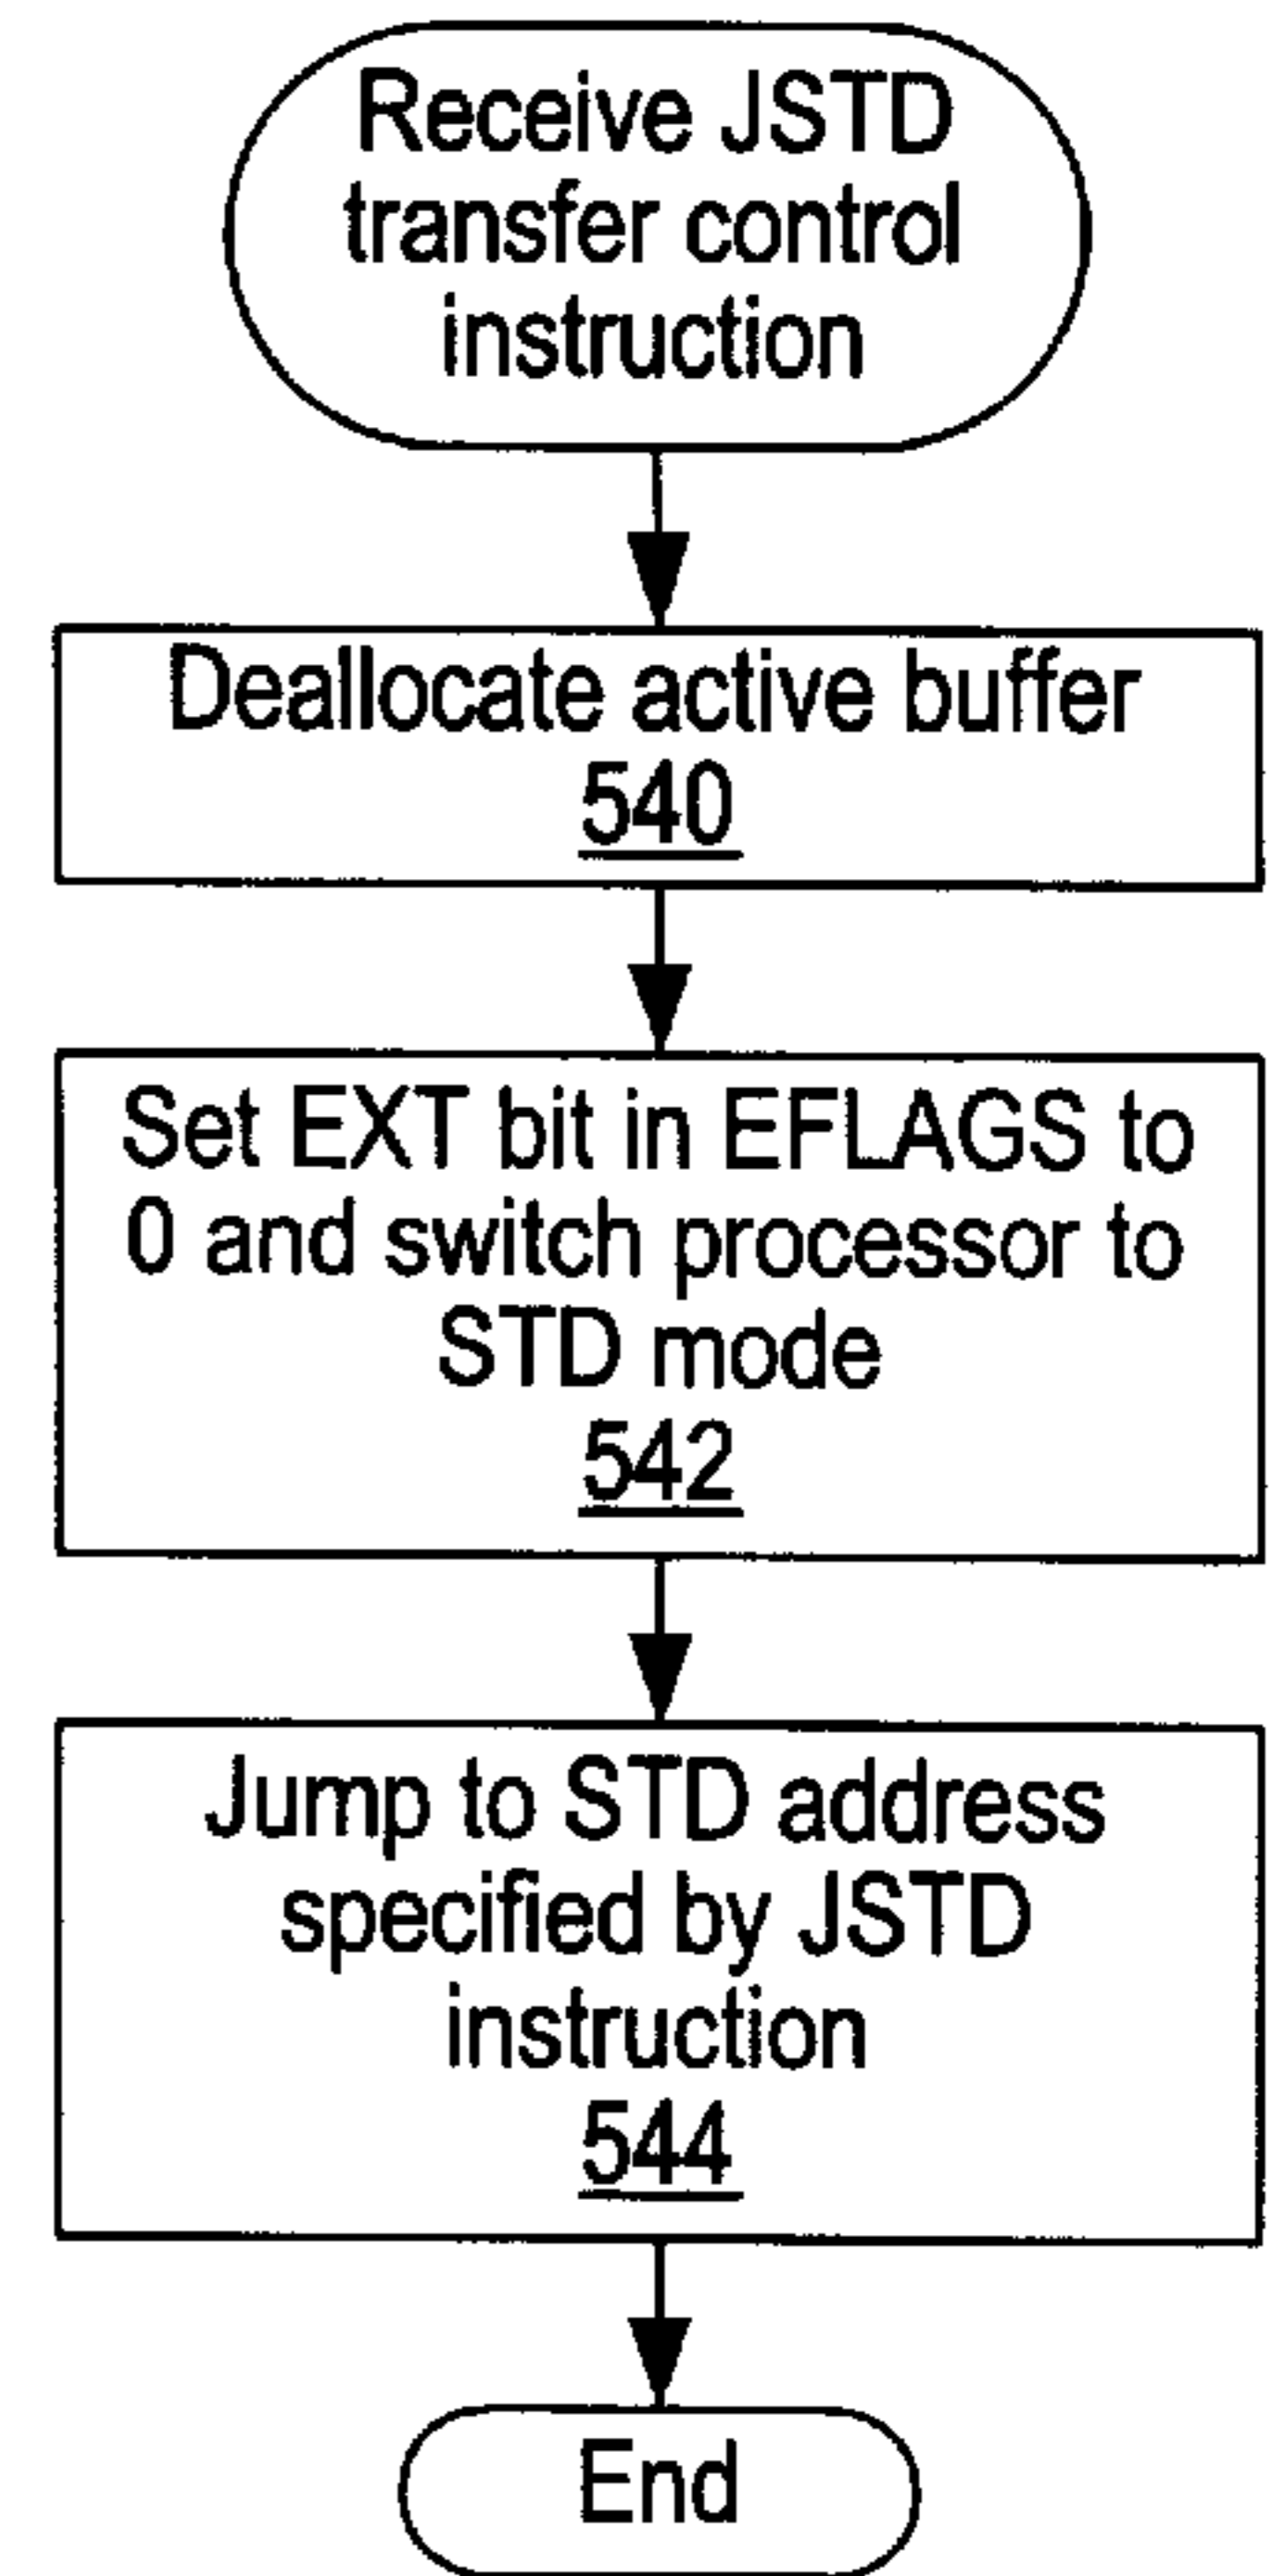 Receive JSTD
transfer control
instruction
Deallocate active buffer
540
Set EXT bit in EFLAGS to
0 and switch processor to
STD mode
542
Jump to STD address
specified by JSTD
instruction
544
End